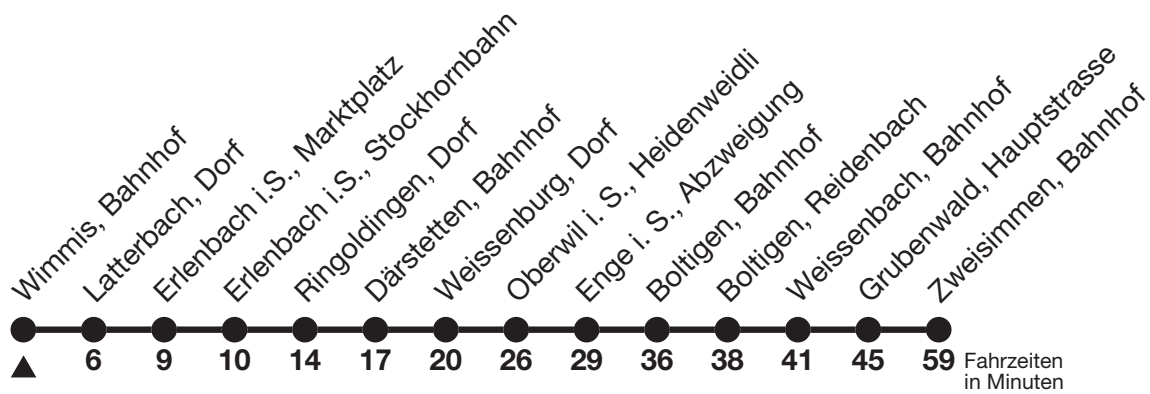 Wimmis, Bahnhof
Latterbach, Dorf
Erlenbach i.S., Marktplatz
Erlenbach i.S., Stockhornbahn
Ringoldingen, Dorf
Därstetten, Bahnhof
Weissenburg, Dorf
Oberwil i. S., Heidenweidli
Enge i. S., Abzweigung
Boltigen, Bahnhof
Boltigen, Reidenbach
Weissenbach, Bahnhof
Grubenwald, Hauptstrasse
Zweisimmen, Bahnhof
6 9 10 14 17 20 26 29 36 38 41 45 59 Fahrzeiten
in Minuten